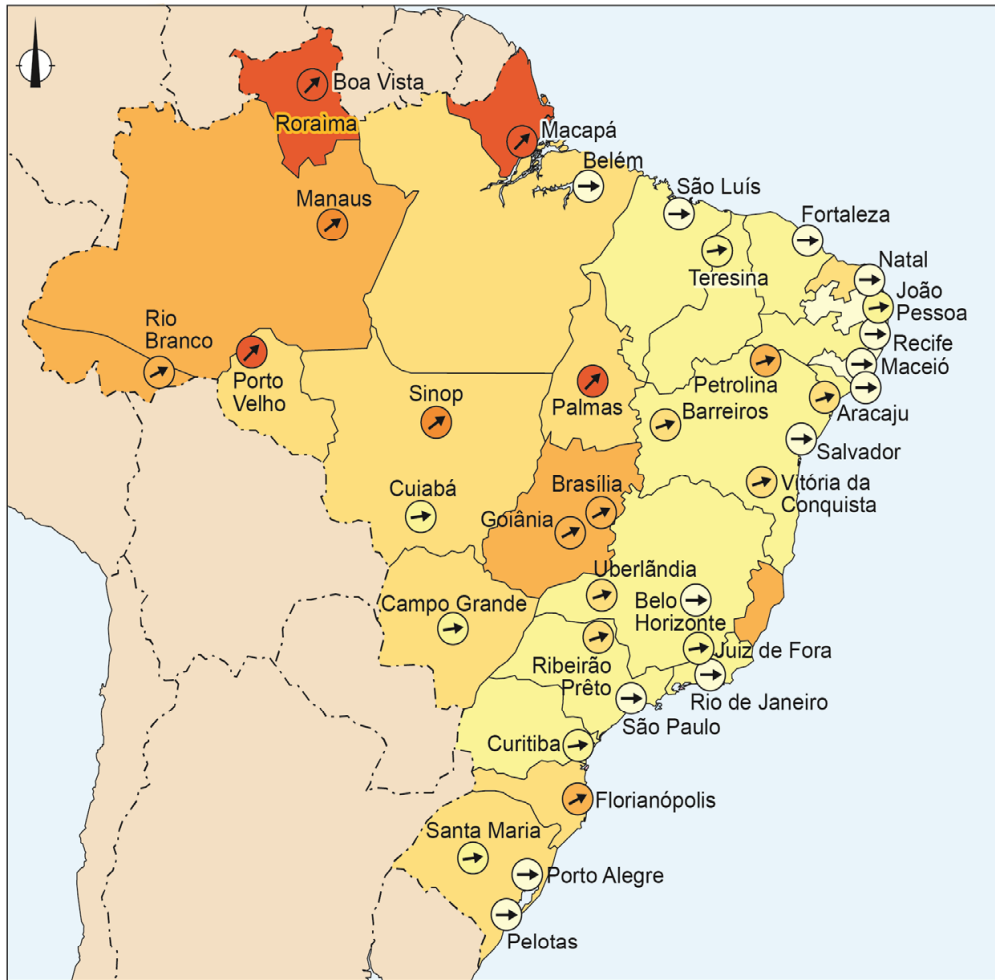 Boa Vista
Roraima
Macapá
Belém
São Luís
Manaus
Fortaleza
Teresina
Natal
João
Pessoa
Rio
Branco
Recife
Porto
Velho
Sinop
Palmas
Petrolina
Maceió
Barreiros
Aracaju
Salvador
Cuiabá
Brasília
Goiânia
Vitória da
Conquista
Uberlãndia
Campo Grande
Belo
Horizonte
Juiz de Fora
Ribeirão
Prêto
Rio de Janeiro
São Paulo
Curitiba
Florianópolis
Santa Maria
Porto Alegre
Pelotas